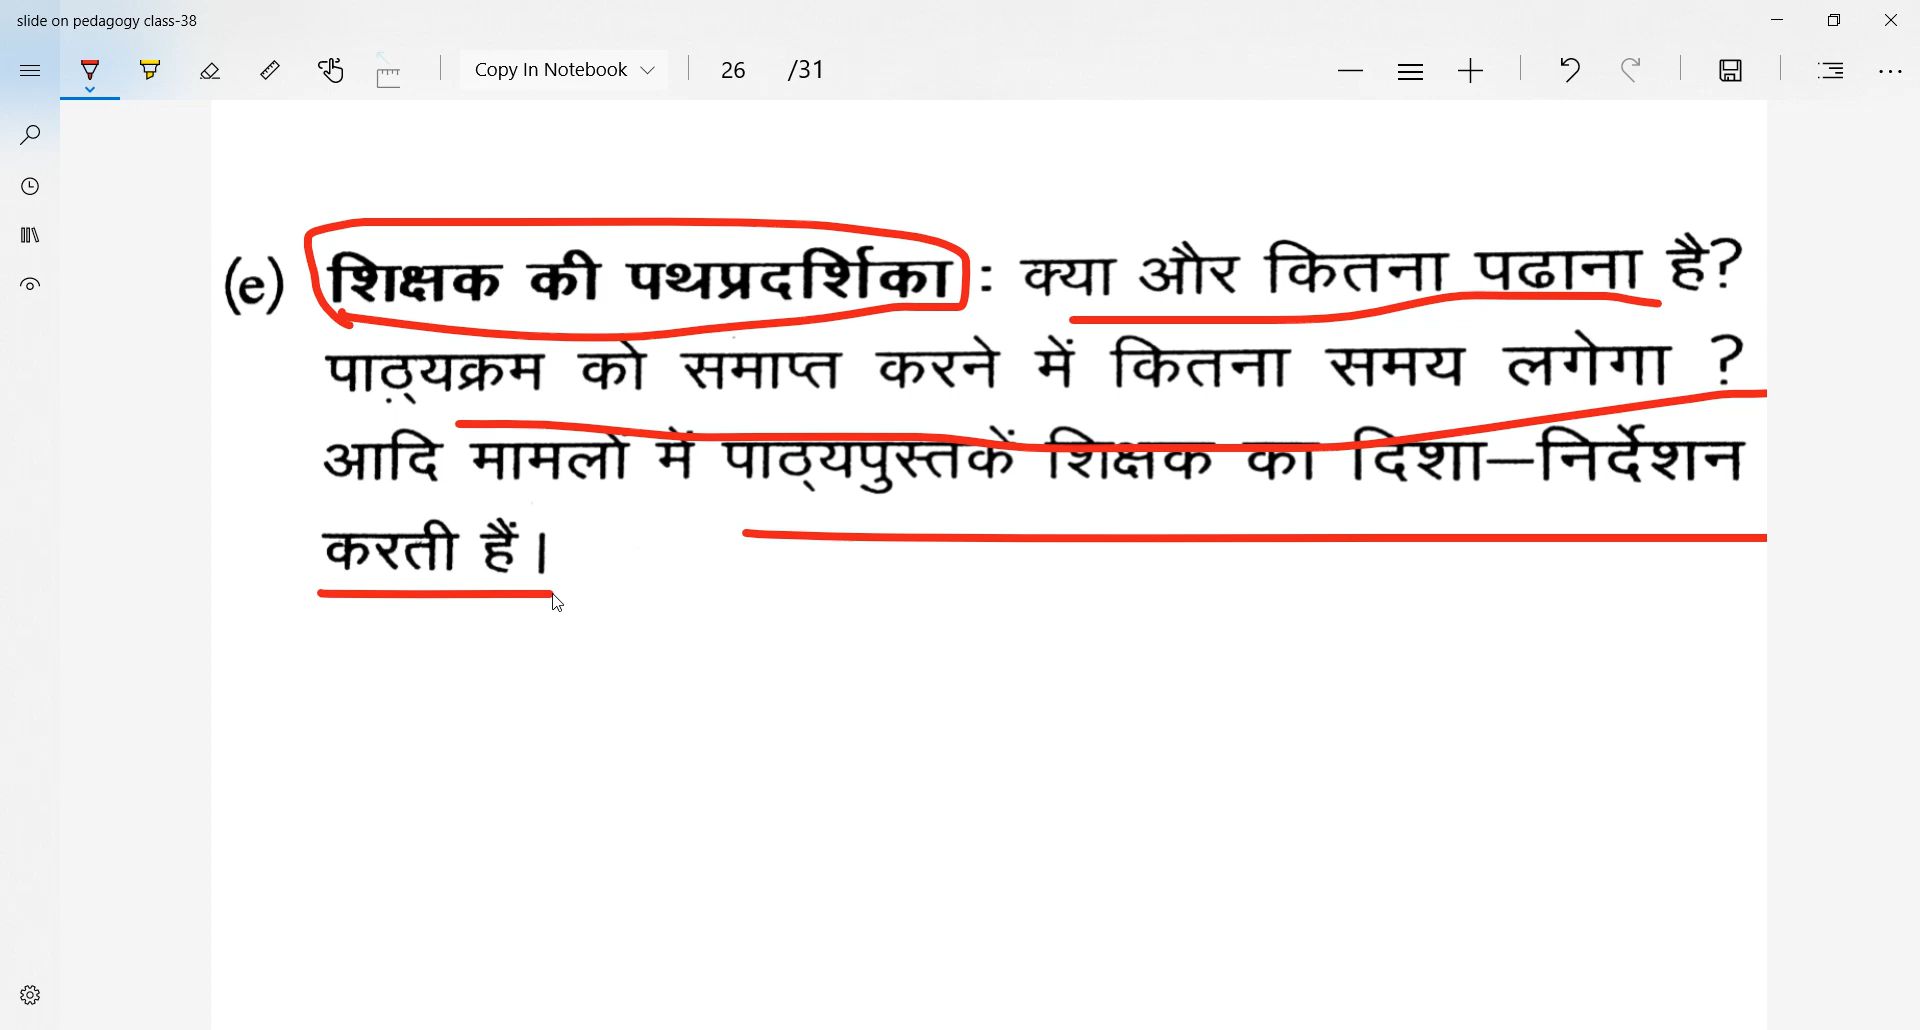 slide on pedagogy class-38
Copy In Notebook 26 /31
(e) शिक्षक की पथप्रदर्शिका : क्या और कितना पढाना है?
पाठ्यक्रम को समाप्त करने में कितना समय लगेगा ?
आदि मामलों में पाठ्यपुस्तकें शिक्षक का दिशा–निर्देशन
करती हैं।